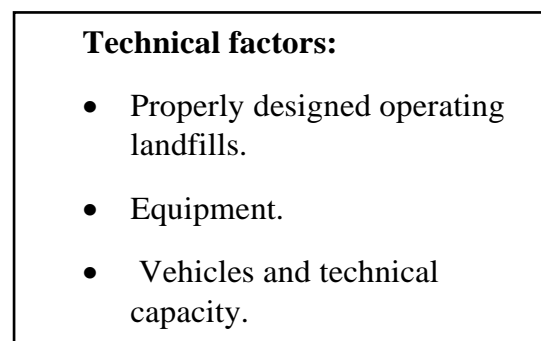 Technical factors:
• Properly designed operating
landfills.
• Equipment.
• Vehicles and technical
capacity.